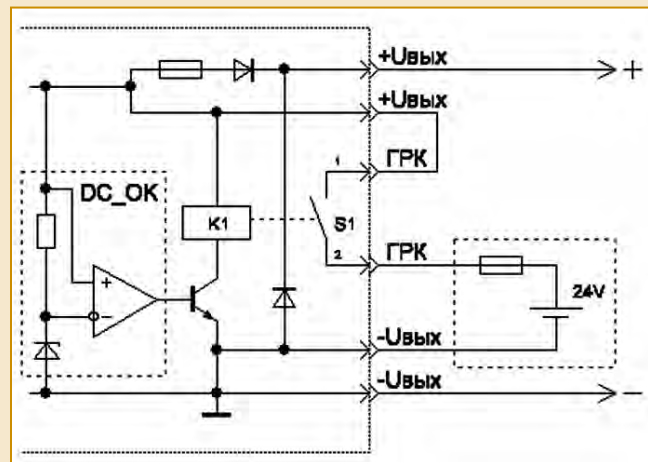 +Uвых
+
+Uвых
1
ГРК
DC_OK
K1
S1
+
-
2
ГРК
24V
-Uвых
-Uвых
-